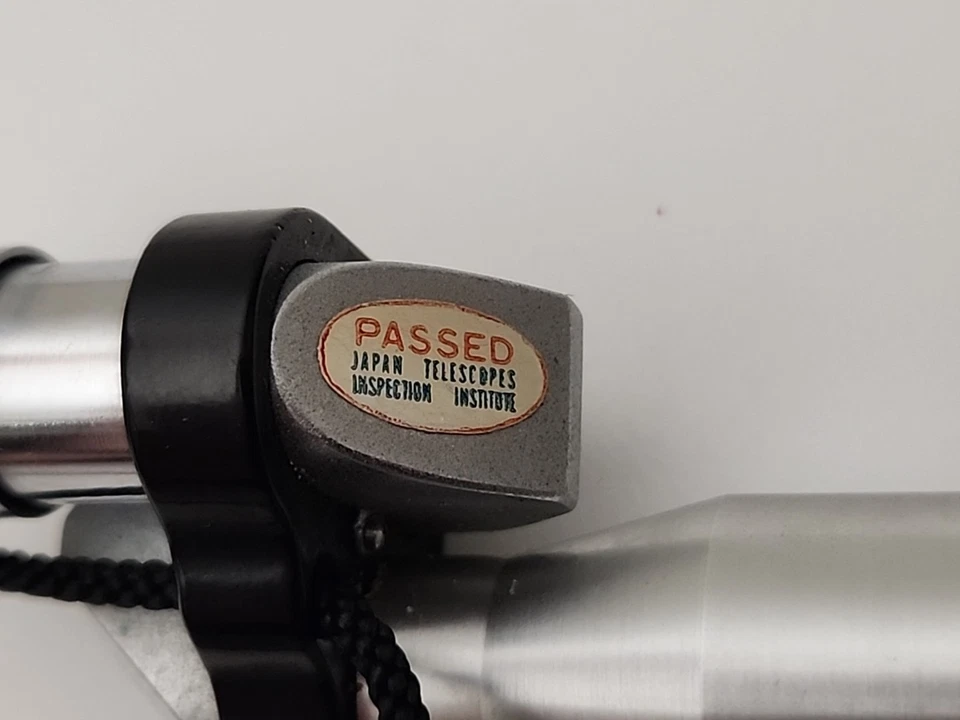 PASSED
JAPAN TELESCOPES
INSPECTION INSTITUTE